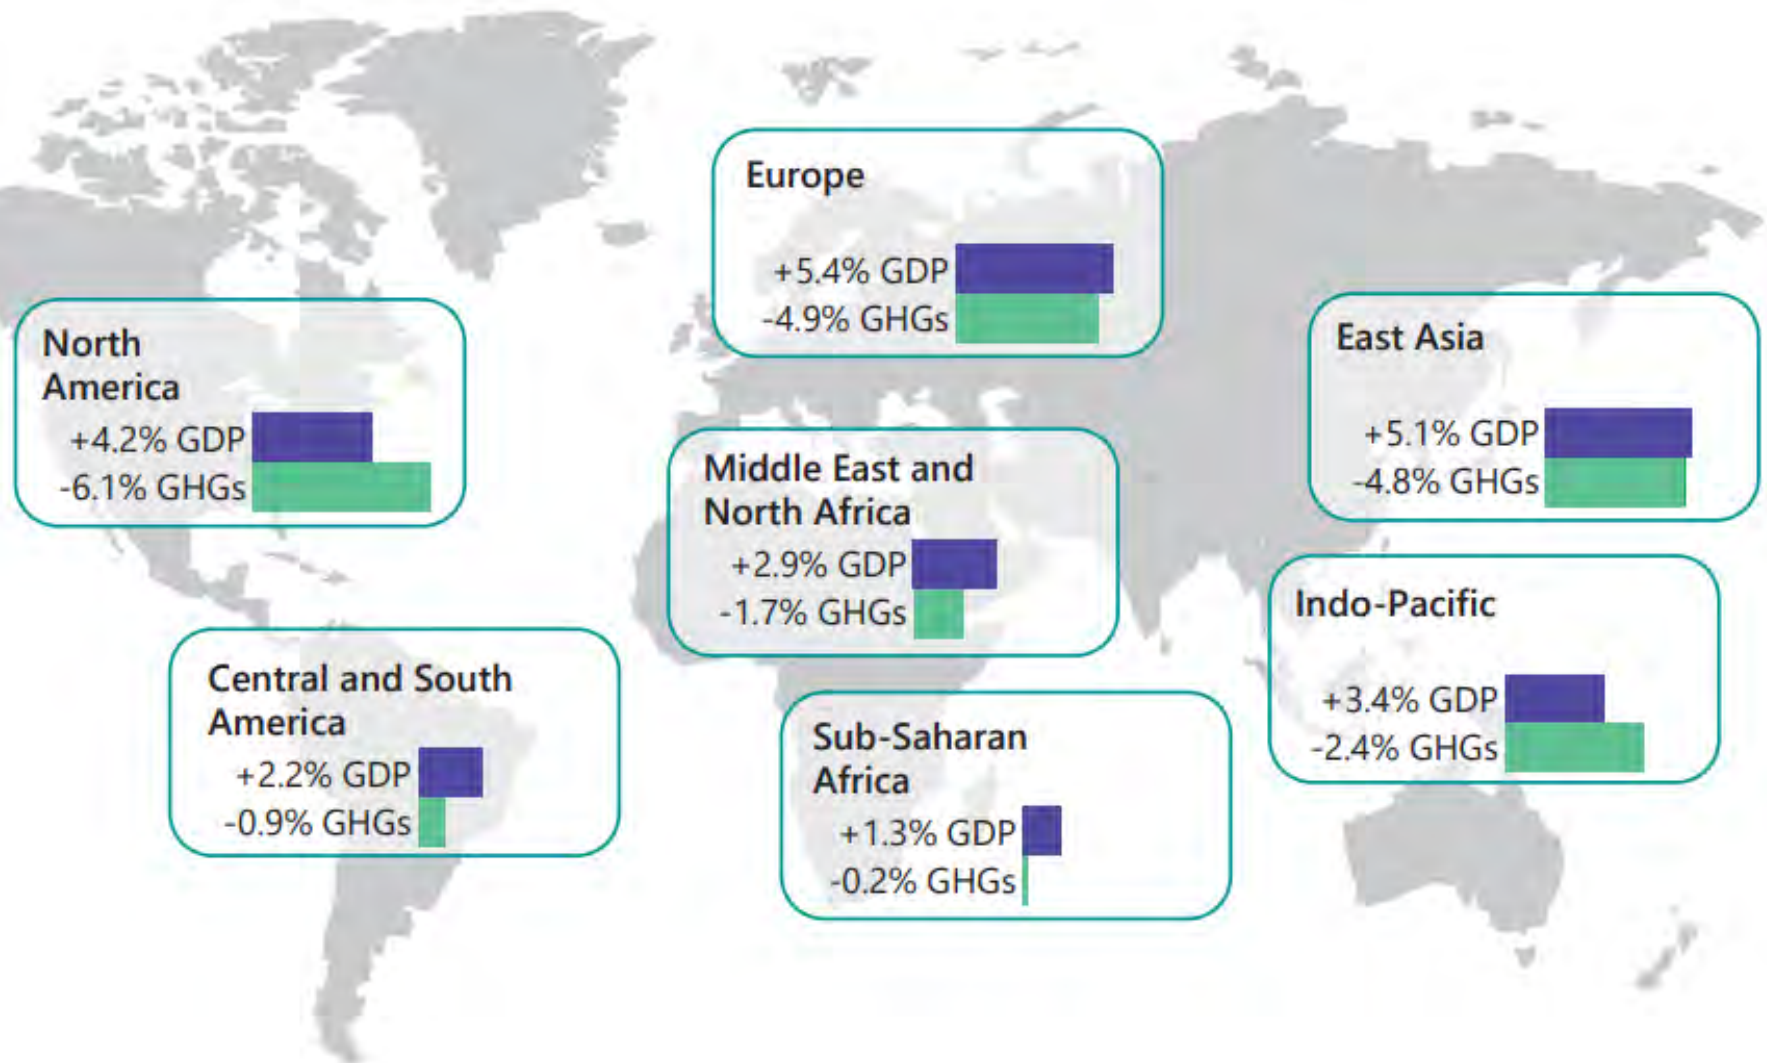 Europe
+5.4% GDP
-4.9% GHGs
North
America
+4.2% GDP
-6.1% GHGs
East Asia
+5.1% GDP
-4.8% GHGs
Middle East and
North Africa
+2.9% GDP
-1.7% GHGs
Indo-Pacific
+3.4% GDP
-2.4% GHGs
Central and South
America
+2.2% GDP
-0.9% GHGs
Sub-Saharan
Africa
+1.3% GDP
-0.2% GHGs